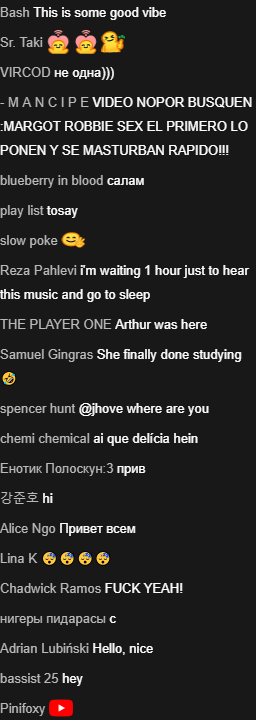 Bash This is some good vibe
Sr. Taki
VIRCOD не одна)))
- M A N C I P E VIDEO NOPOR BUSQUEN
:MARGOT ROBBIE SEX EL PRIMERO LO
PONEN Y SE MASTURBAN RAPIDO!!!
blueberry in blood салам
play list tosay
slow poke
Reza Pahlevi i'm waiting 1 hour just to hear
this music and go to sleep
THE PLAYER ONE Arthur was here
Samuel Gingras She finally done studying
spencer hunt @jhove where are you
chemi chemical ai que delícia hein
Енотик Полоскун:3 прив
강준호 hi
Alice Ngo Привет всем
Lina K
Chadwick Ramos FUCK YEAH!
нигеры пидарасы с
Adrian Lubiński Hello, nice
bassist 25 hey
Pinifoxy